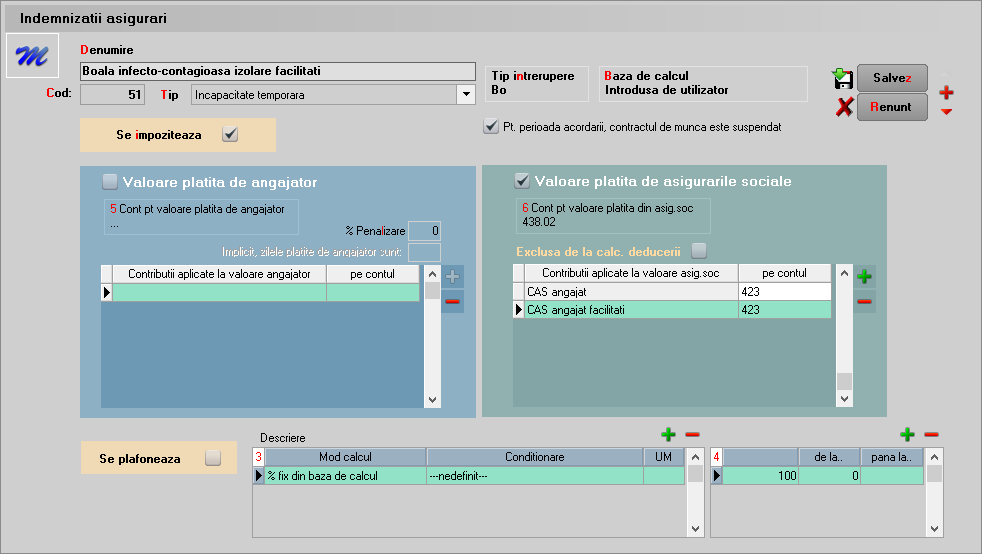 Indemnizatii asigurari
M
Denumire
Boala infecto-contagioasa izolare facilitati
Cod: 51 Tip Incapacitate temporara
Tip intrerupere
Bo
Baza de calcul
Introdusa de utilizator
Salvez
Renunt
Se impoziteaza
Pt. perioada acordarii, contractul de munca este suspendat
Valoare platita de angajator
5 Cont pt valoare platita de angajator
...
% Penalizare 0
Implicit, zilele platite de angajator sunt:
Contributii aplicate la valoare angajator pe contul
Valoare platita de asigurarile sociale
6 Cont pt valoare platita din asig.soc
438.02
Exclusa de la calc. deducerii
Contributii aplicate la valoare asig.soc pe contul
CAS angajat 423
CAS angajat facilitati 423
Se plafoneaza
Descriere
3 Mod calcul Conditionare UM
% fix din baza de calcul ---nedefinit---
4 de la.. pana la..
100 0